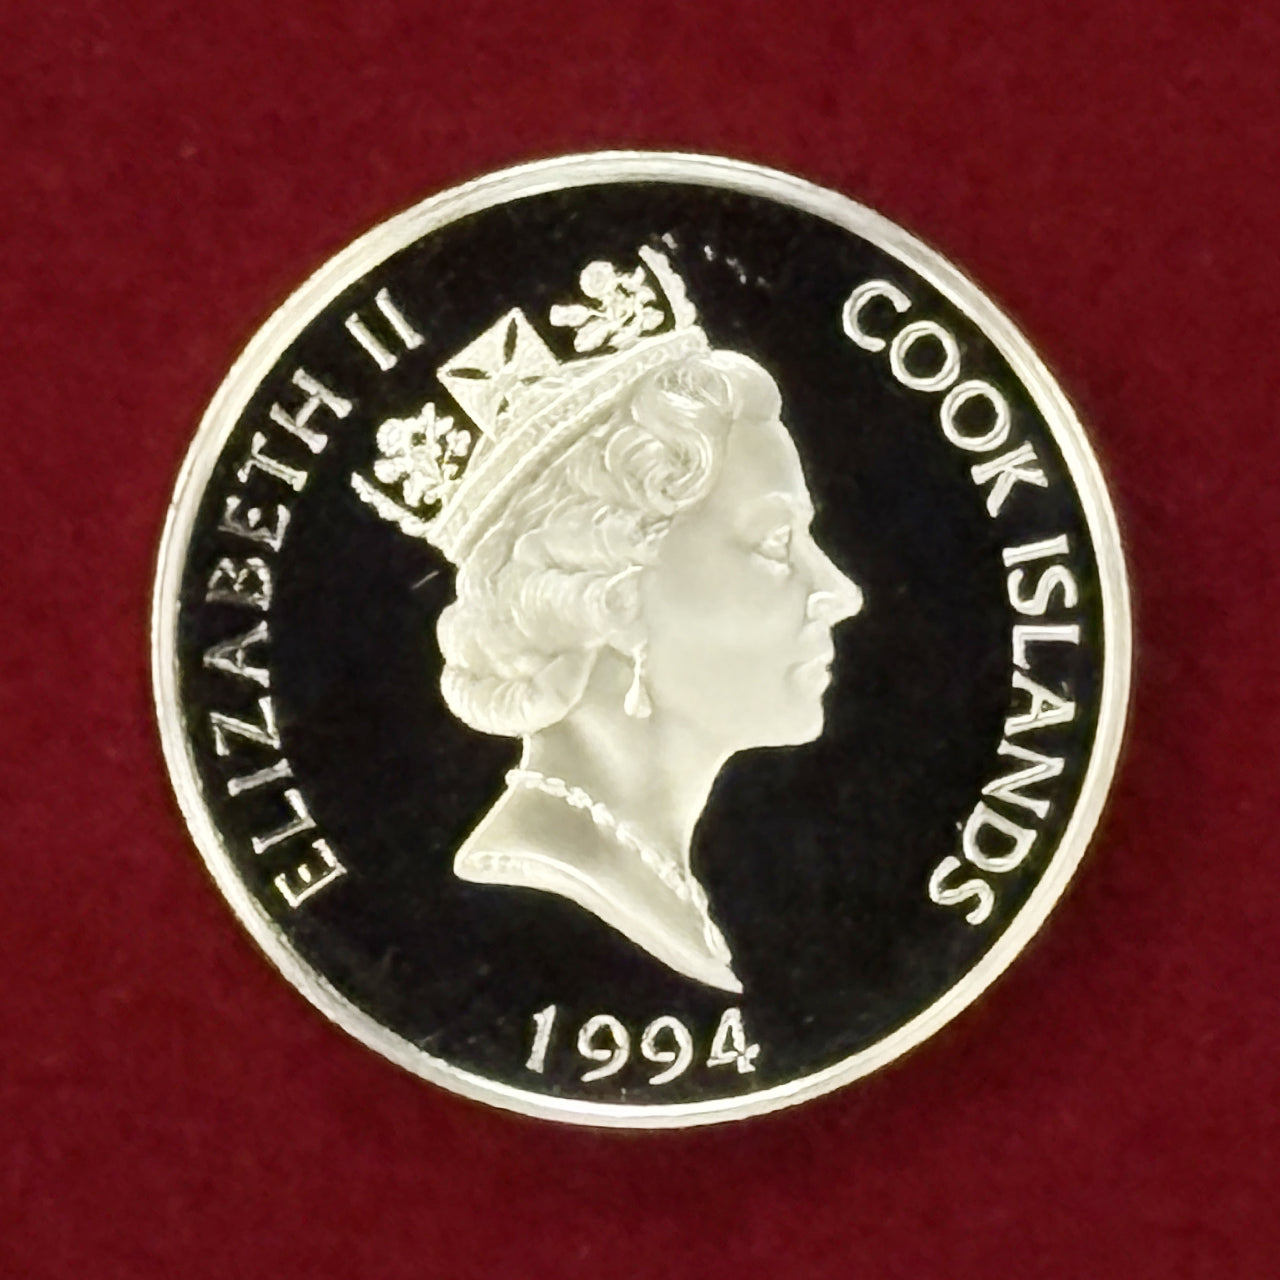 ELIZABETH II
COOK ISLANDS
1994